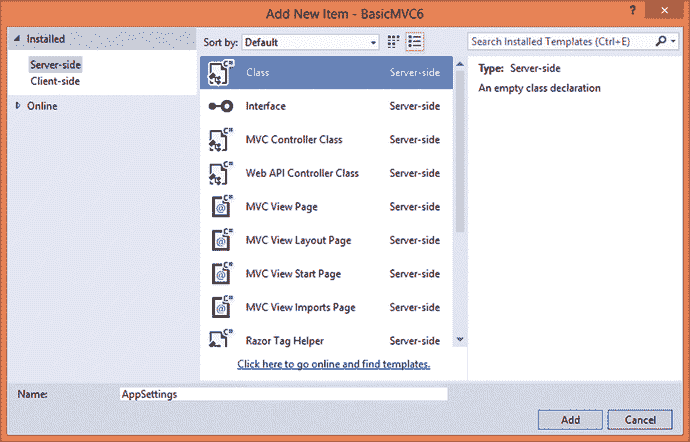 Add New Item - BasicMVC6
? ×
Installed
Server-side
Client-side
Online
Sort by: Default
Search Installed Templates (Ctrl+E)
C# Class Server-side
Interface Server-side
C# MVC Controller Class Server-side
C# Web API Controller Class Server-side
C# @ MVC View Page Server-side
C# @ MVC View Layout Page Server-side
C# @ MVC View Start Page Server-side
C# @ MVC View Imports Page Server-side
C# Razor Tag Helper Server-side
Click here to go online and find templates.
Type: Server-side
An empty class declaration
Name: AppSettings
Add Cancel